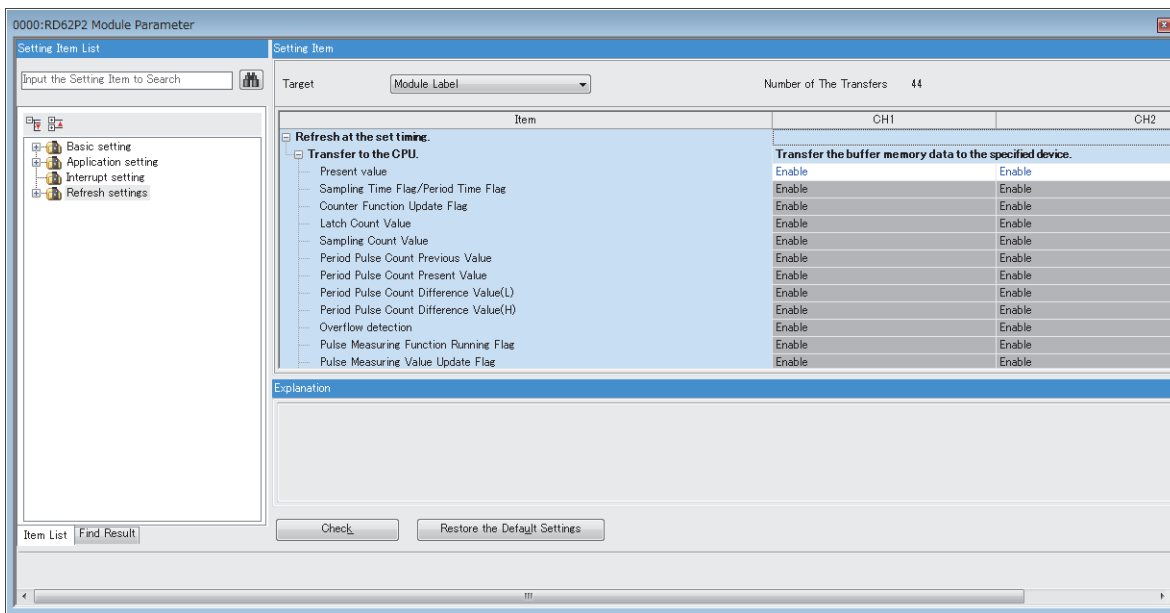 0000:RD62P2 Module Parameter
Setting Item List
Setting Item
Input the Setting Item to Search
Target
Module Label
Number of The Transfers 44
Item
CH1
CH2
Basic setting
Application setting
Interrupt setting
Refresh settings
Refresh at the set timing.
Transfer to the CPU. Transfer the buffer memory data to the specified device.
Present value Enable Enable
Sampling Time Flag/Period Time Flag Enable Enable
Counter Function Update Flag Enable Enable
Latch Count Value Enable Enable
Sampling Count Value Enable Enable
Period Pulse Count Previous Value Enable Enable
Period Pulse Count Present Value Enable Enable
Period Pulse Count Difference Value(L) Enable Enable
Period Pulse Count Difference Value(H) Enable Enable
Overflow detection Enable Enable
Pulse Measuring Function Running Flag Enable Enable
Pulse Measuring Value Update Flag Enable Enable
Explanation
Check
Restore the Default Settings
Item List
Find Result